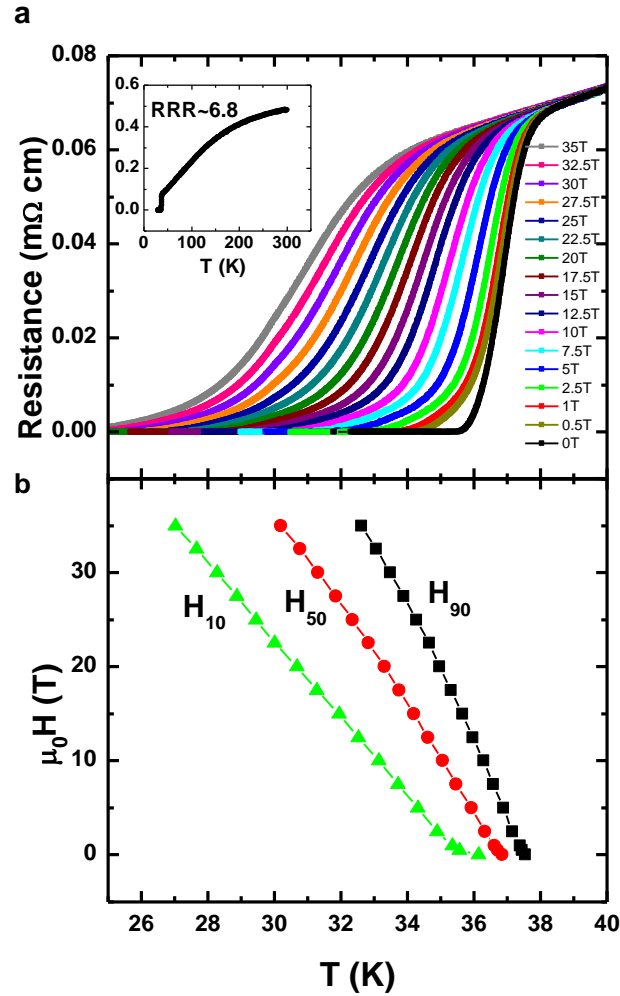 a
0.08
0.06
0.04
0.02
0.00
Resistance (mΩ cm)
0.6
0.4
0.2
0.0
RRR~6.8
0 100 200 300
T (K)
35T
32.5T
30T
27.5T
25T
22.5T
20T
17.5T
15T
12.5T
10T
7.5T
5T
2.5T
1T
0.5T
0T
b
30
20
10
0
μ₀H (T)
H₁₀
H₅₀
H₉₀
26 28 30 32 34 36 38 40
T (K)